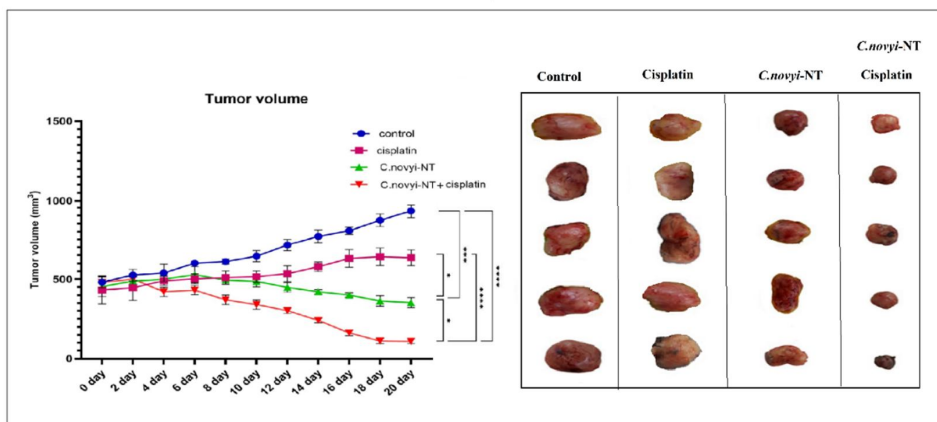 Tumor volume
1500
1000
500
0
Tumor volume (mm³)
control
cisplatin
C.novyi-NT
C.novyi-NT+cisplatin
0 day
2 day
4 day
6 day
8 day
10 day
12 day
14 day
16 day
18 day
20 day
*
*
***
****
****
Control
Cisplatin
C.novyi-NT
C.novyi-NT
Cisplatin